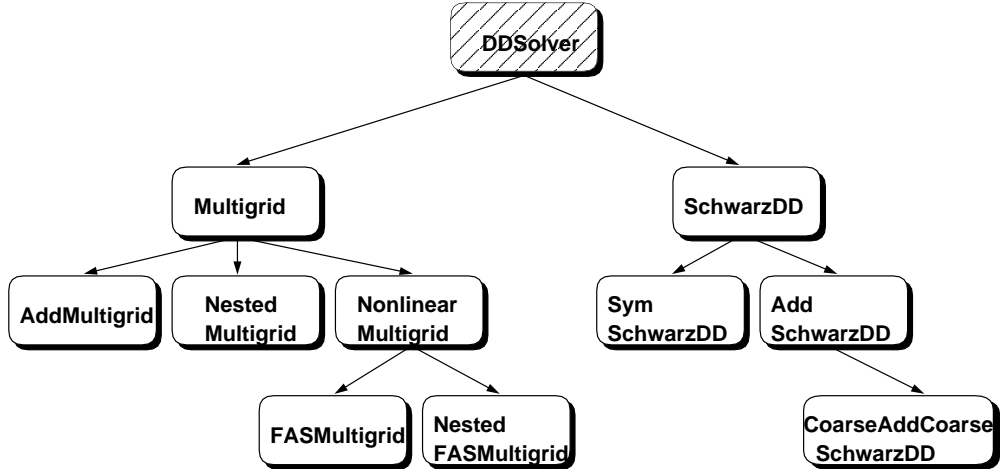 DDSolver
Multigrid
SchwarzDD
AddMultigrid
Nested
Multigrid
Nonlinear
Multigrid
Sym
SchwarzDD
Add
SchwarzDD
FASMultigrid
Nested
FASMultigrid
CoarseAddCoarse
SchwarzDD